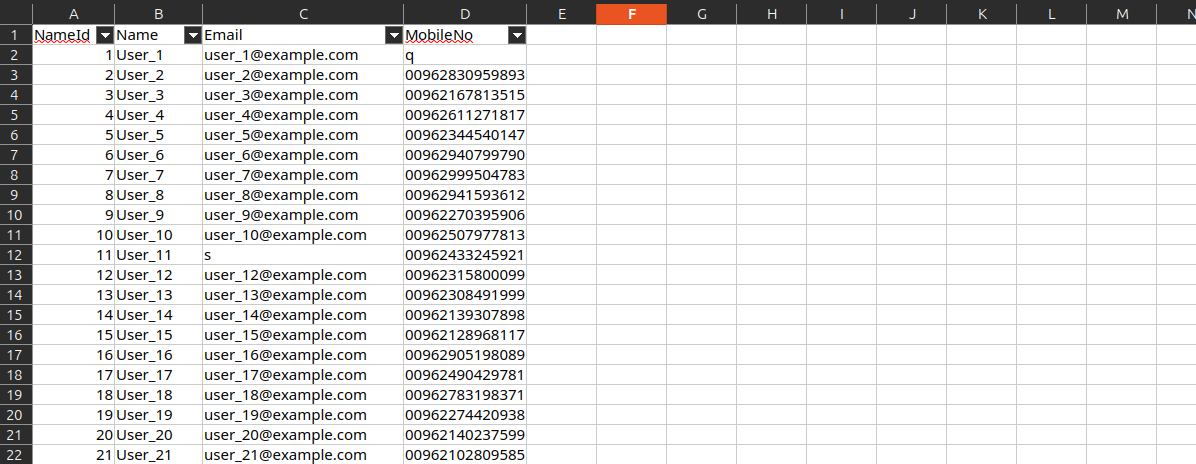 A B C D E F G H I J K L M N
1 NameId Name Email MobileNo
2 1 User_1 user_1@example.com q
3 2 User_2 user_2@example.com 00962830959893
4 3 User_3 user_3@example.com 00962167813515
5 4 User_4 user_4@example.com 00962611271817
6 5 User_5 user_5@example.com 00962344540147
7 6 User_6 user_6@example.com 00962940799790
8 7 User_7 user_7@example.com 00962999504783
9 8 User_8 user_8@example.com 00962941593612
10 9 User_9 user_9@example.com 00962270395906
11 10 User_10 user_10@example.com 00962507977813
12 11 User_11 s 00962433245921
13 12 User_12 user_12@example.com 00962315800099
14 13 User_13 user_13@example.com 00962308491999
15 14 User_14 user_14@example.com 00962139307898
16 15 User_15 user_15@example.com 00962128968117
17 16 User_16 user_16@example.com 00962905198089
18 17 User_17 user_17@example.com 00962490429781
19 18 User_18 user_18@example.com 00962783198371
20 19 User_19 user_19@example.com 00962274420938
21 20 User_20 user_20@example.com 00962140237599
22 21 User_21 user_21@example.com 00962102809585